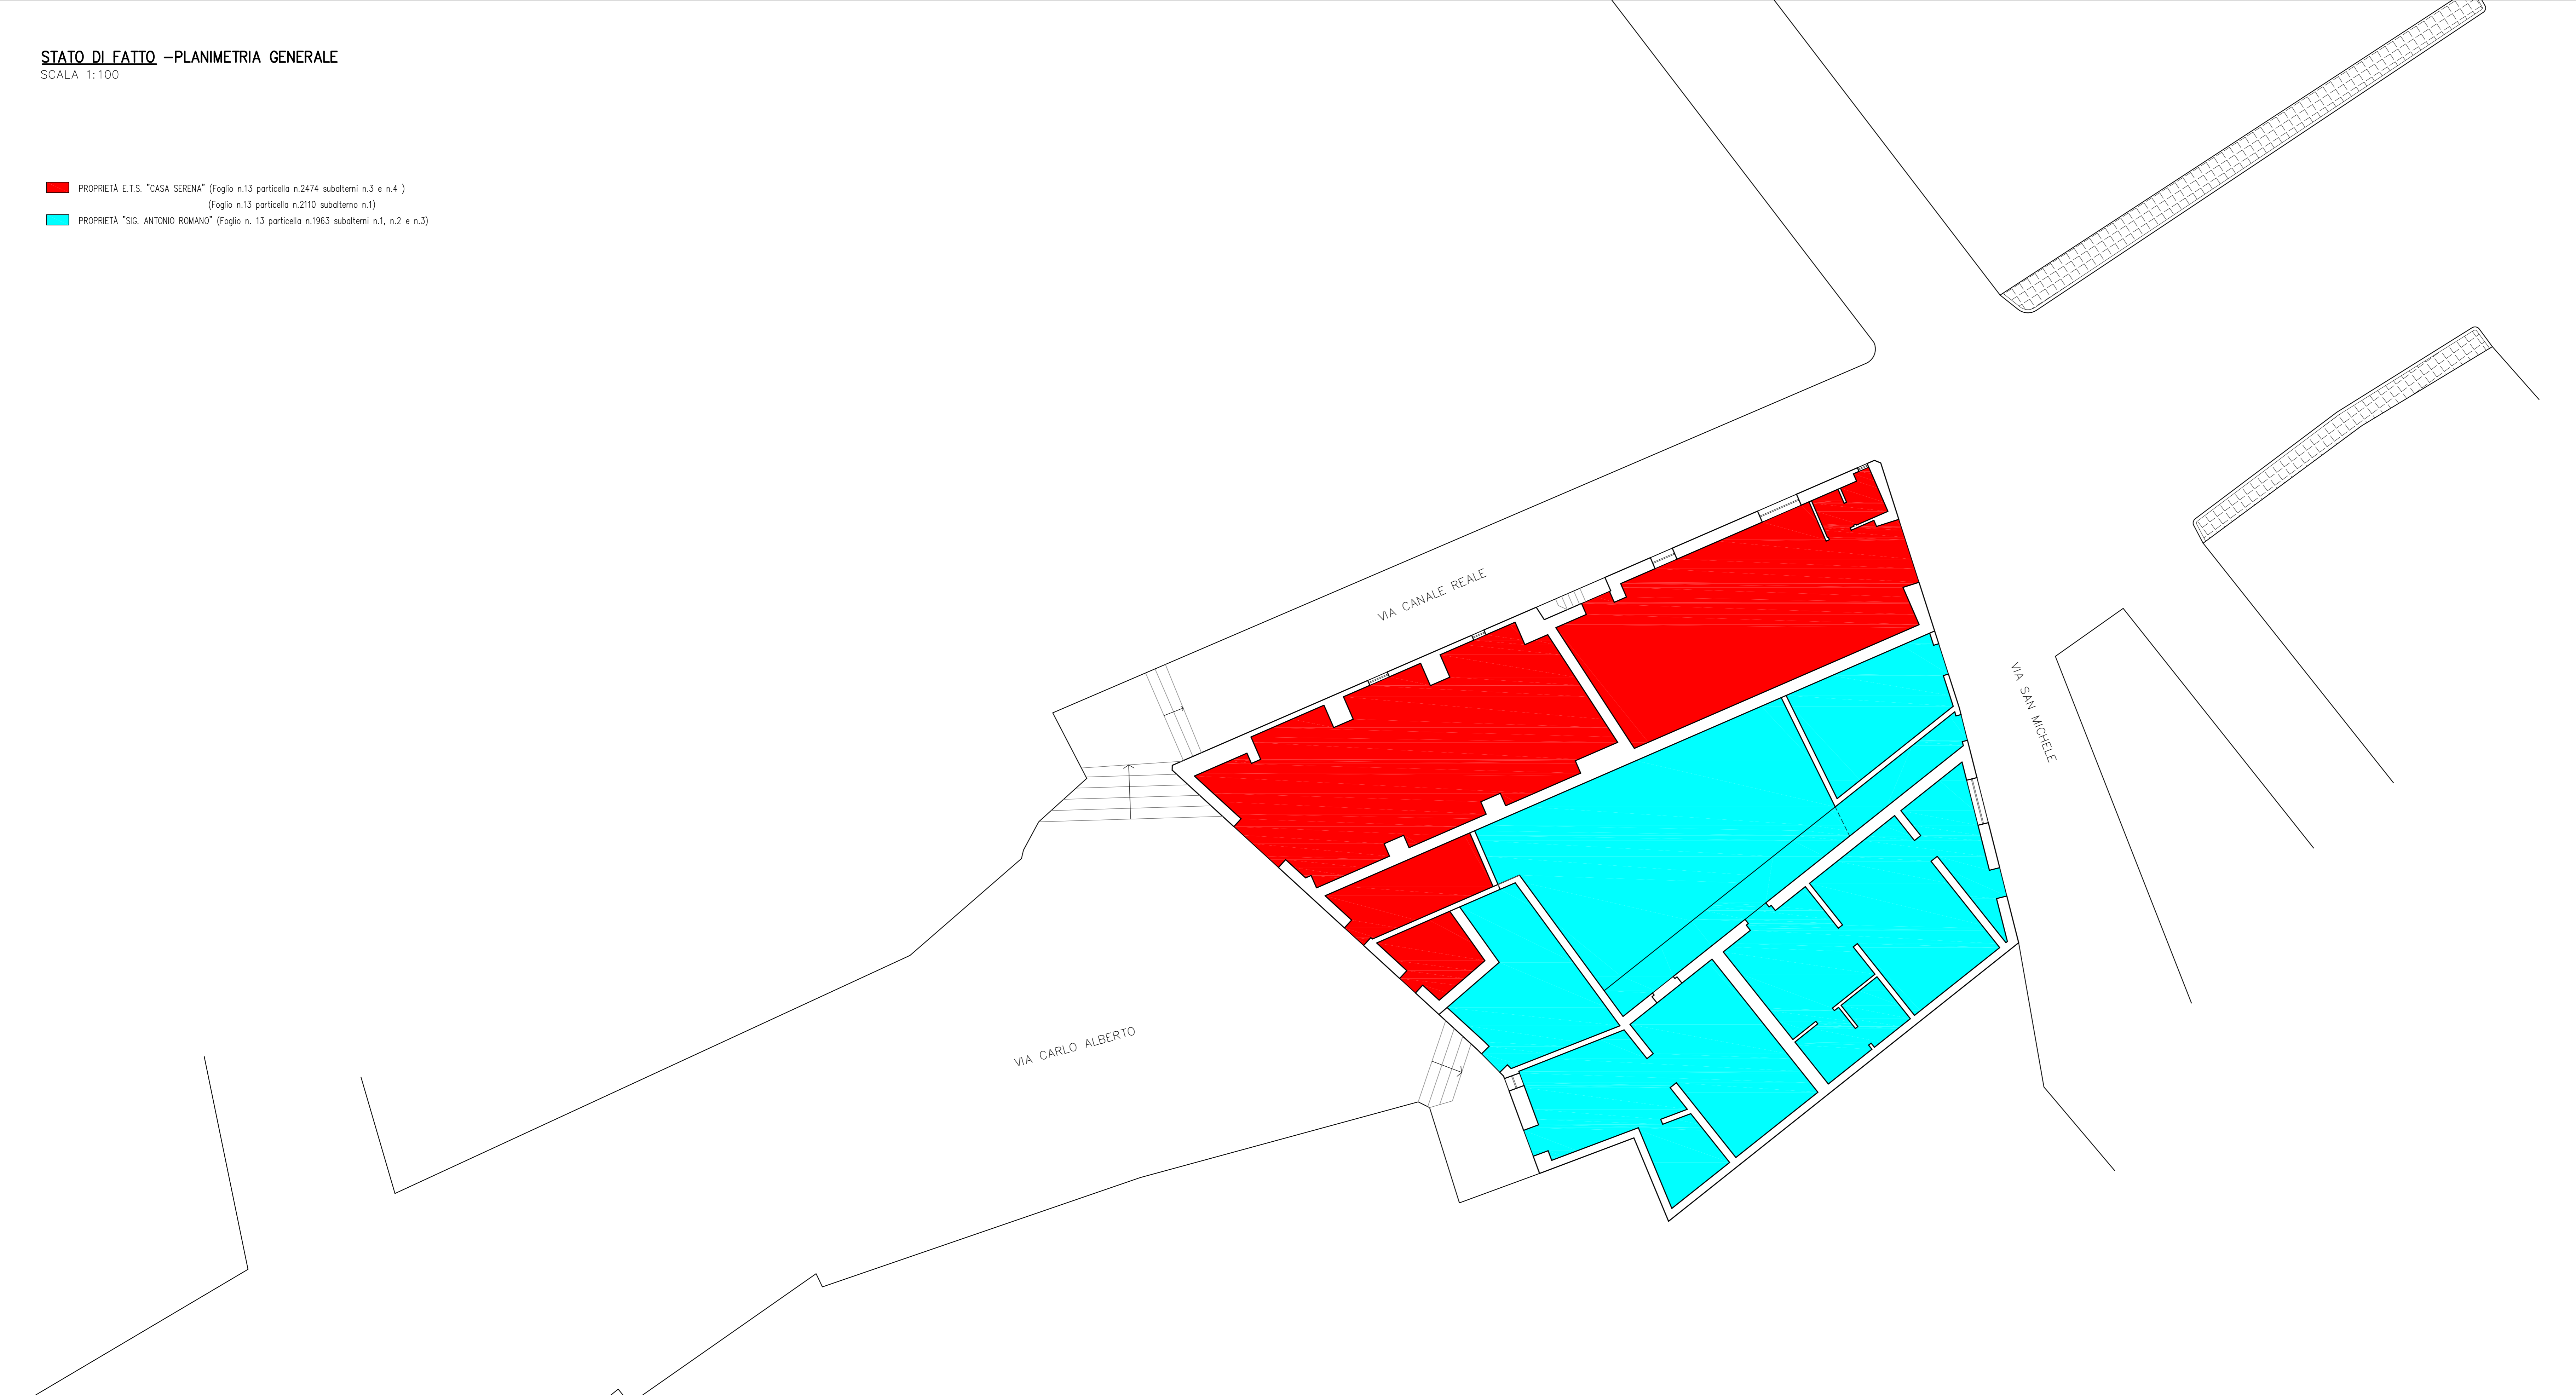 STATO DI FATTO -PLANIMETRIA GENERALE
SCALA 1:100
PROPRIETÀ E.T.S. "CASA SERENA" (Foglio n.13 particella n.2474 subalterni n.3 e n.4 )
(Foglio n.13 particella n.2110 subalterno n.1)
PROPRIETÀ "SIG. ANTONIO ROMANO" (Foglio n. 13 particella n.1963 subalterni n.1, n.2 e n.3)
VIA CANALE REALE
VIA SAN MICHELE
VIA CARLO ALBERTO